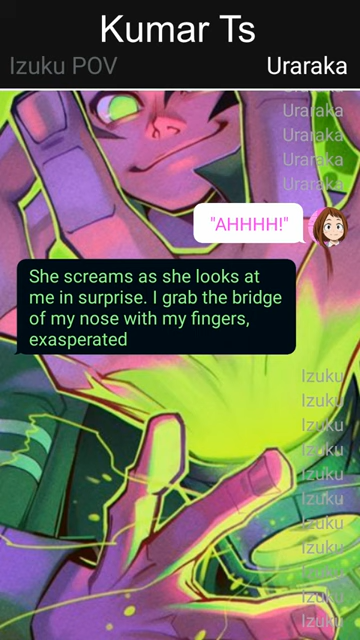 Kumar Ts
Izuku POV
Uraraka
Uraraka
Uraraka
Uraraka
Uraraka
"AHHHH!"
She screams as she looks at
me in surprise. I grab the bridge
of my nose with my fingers,
exasperated
Izuku
Izuku
Izuku
Izuku
Izuku
Izuku
Izuku
Izuku
Izuku
Izuku
Izuku